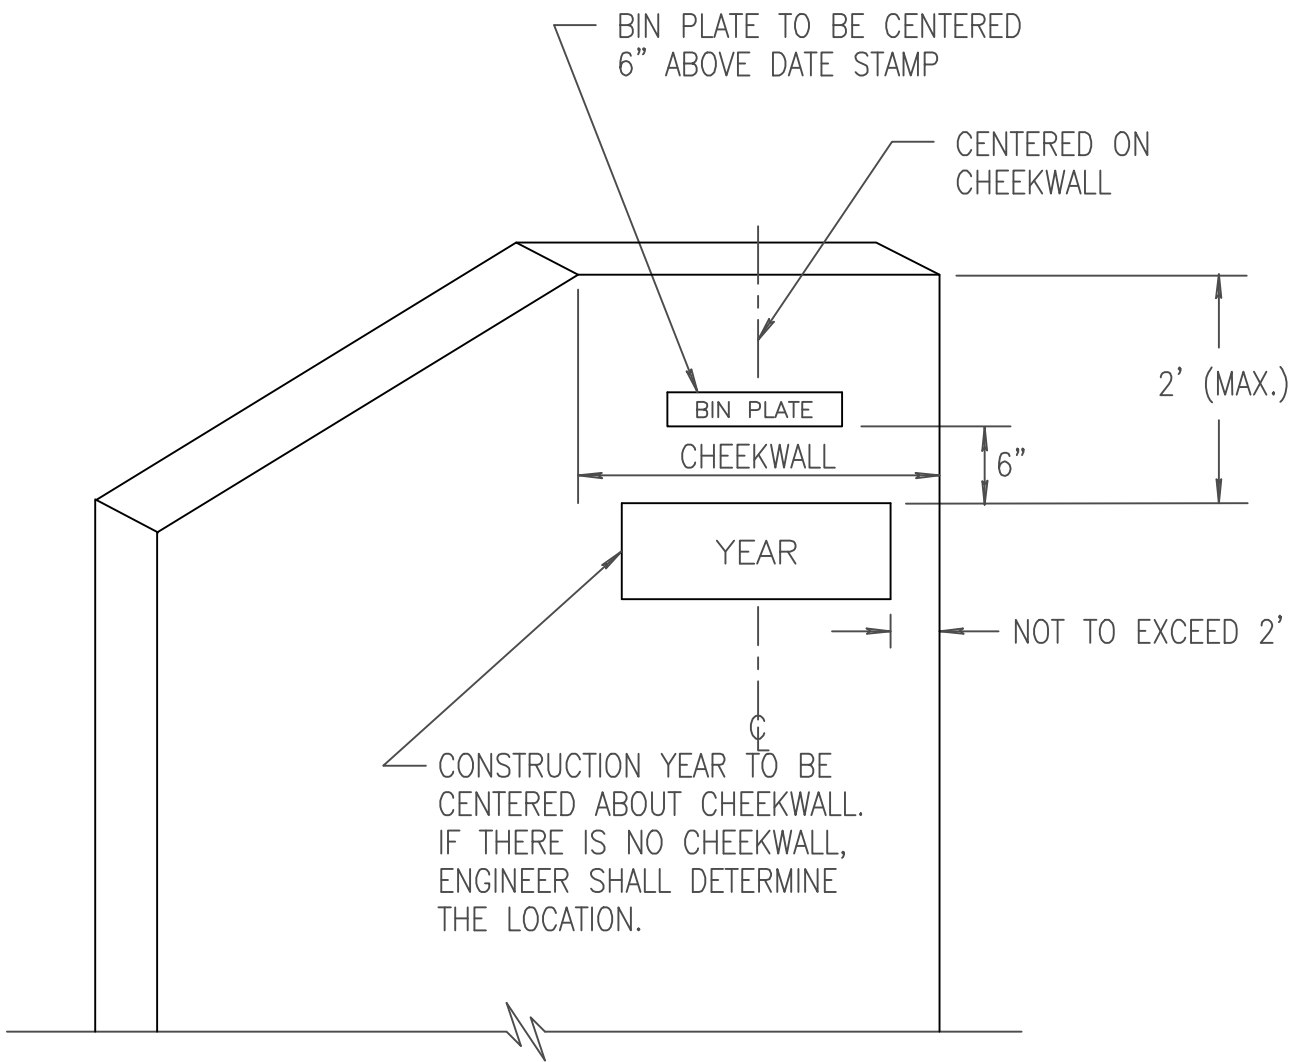 BIN PLATE TO BE CENTERED
6” ABOVE DATE STAMP
CENTERED ON
CHEEKWALL
2’ (MAX.)
BIN PLATE
CHEEKWALL
6”
YEAR
NOT TO EXCEED 2’
℄
CONSTRUCTION YEAR TO BE
CENTERED ABOUT CHEEKWALL.
IF THERE IS NO CHEEKWALL,
ENGINEER SHALL DETERMINE
THE LOCATION.